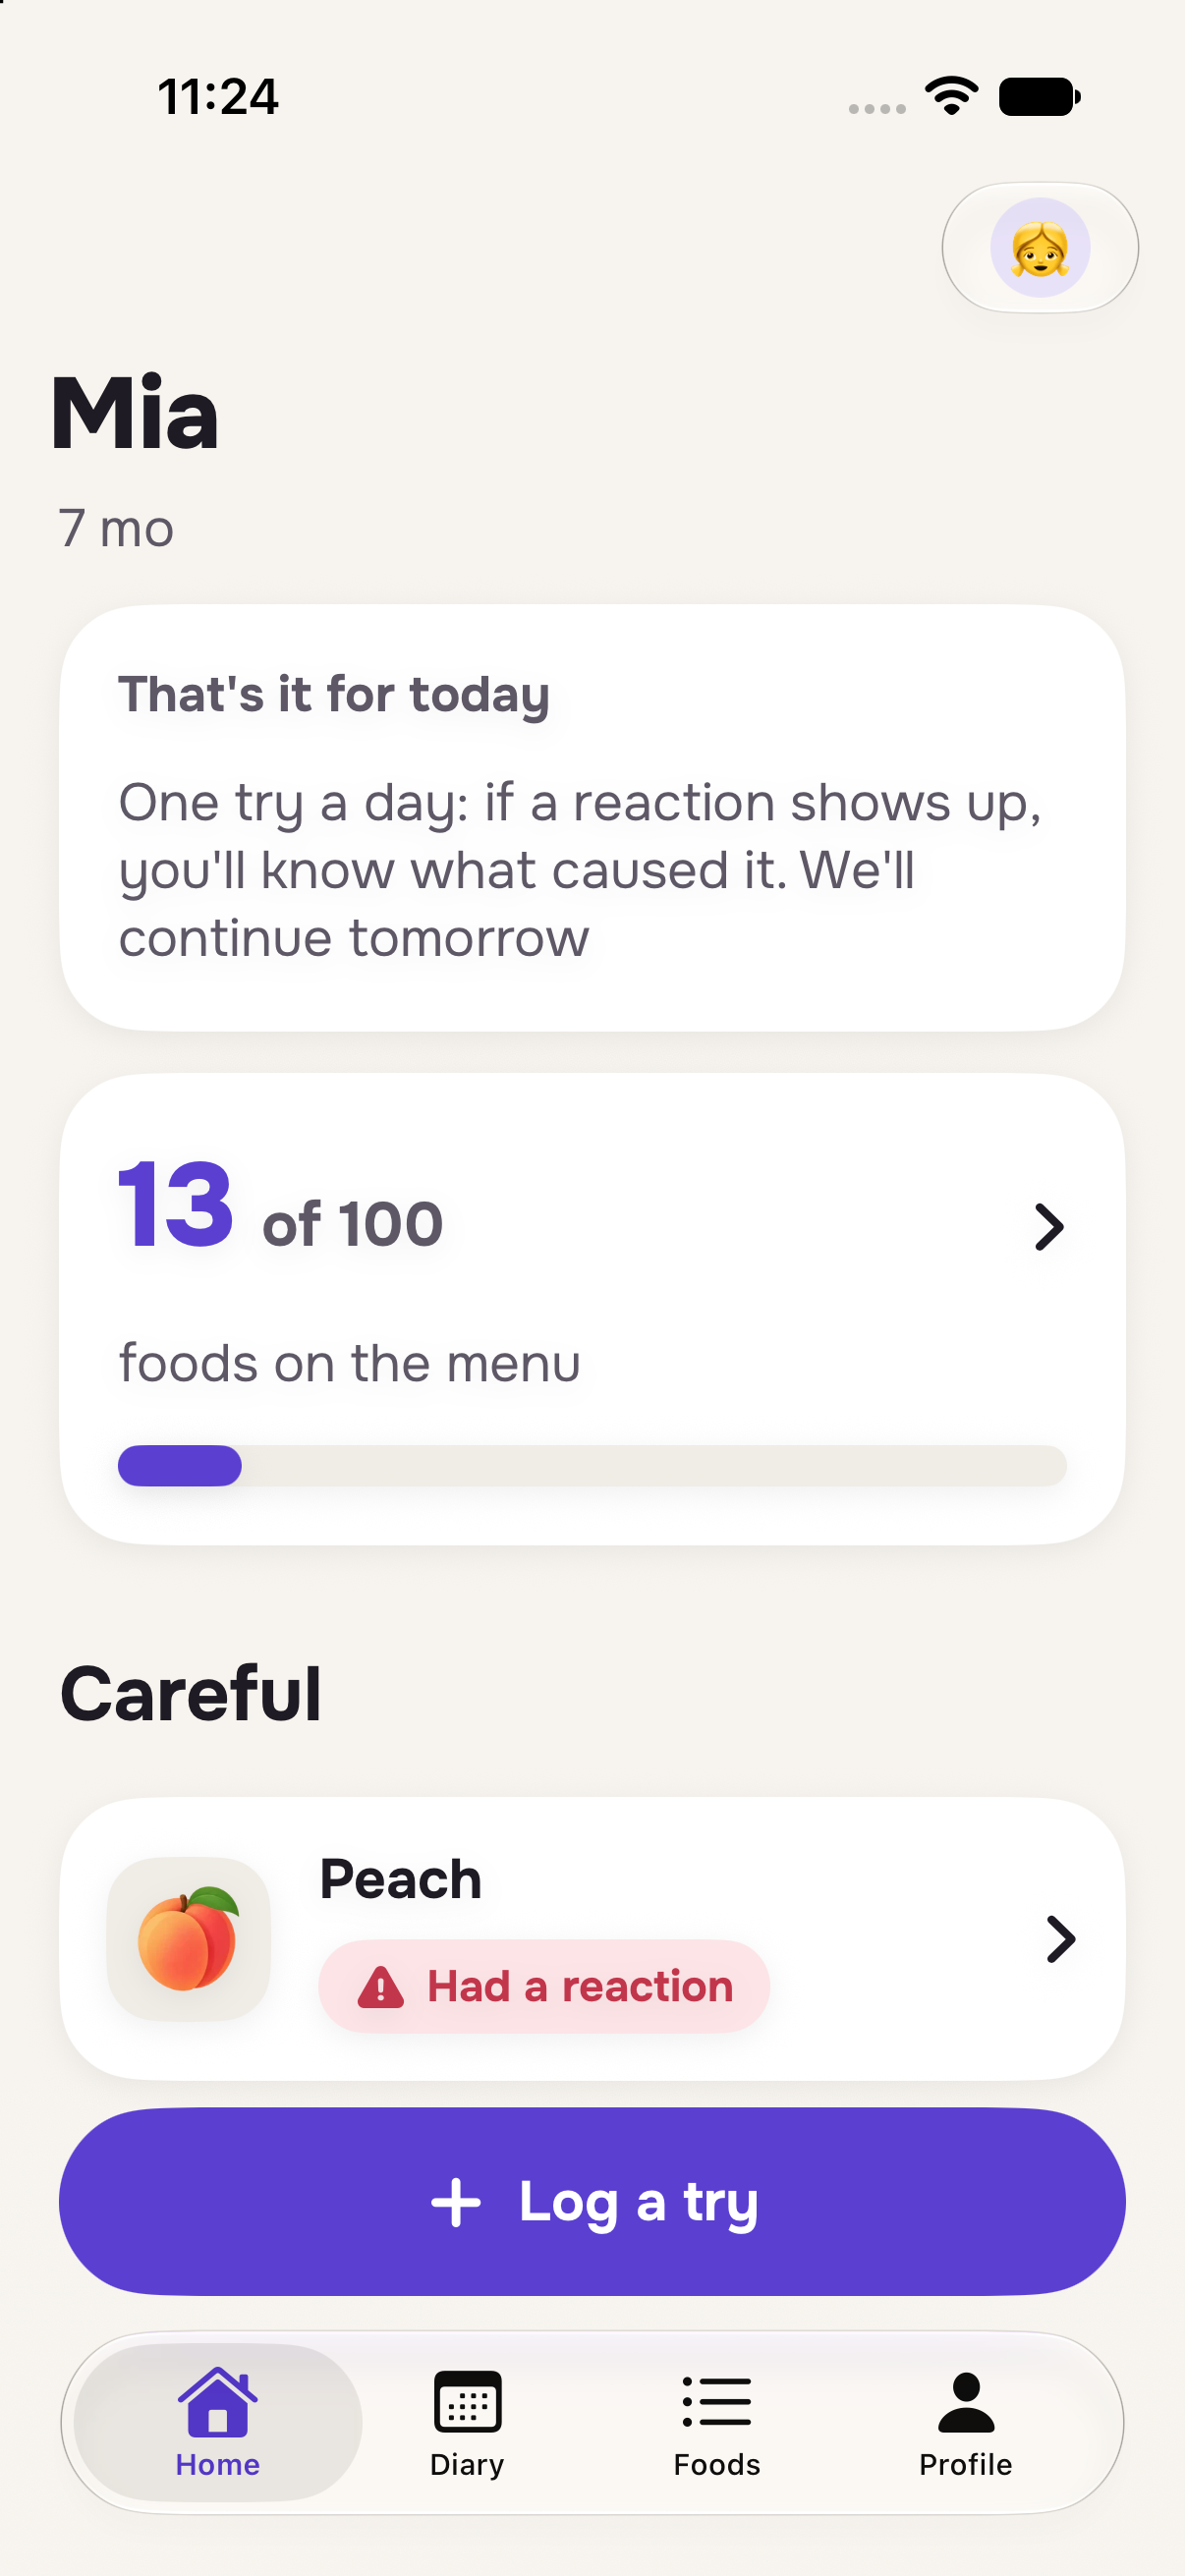 11:24
Mia
7 mo
That's it for today
One try a day: if a reaction shows up,
you'll know what caused it. We'll
continue tomorrow
13 of 100
foods on the menu
Careful
Peach
Had a reaction
+ Log a try
Home
Diary
Foods
Profile